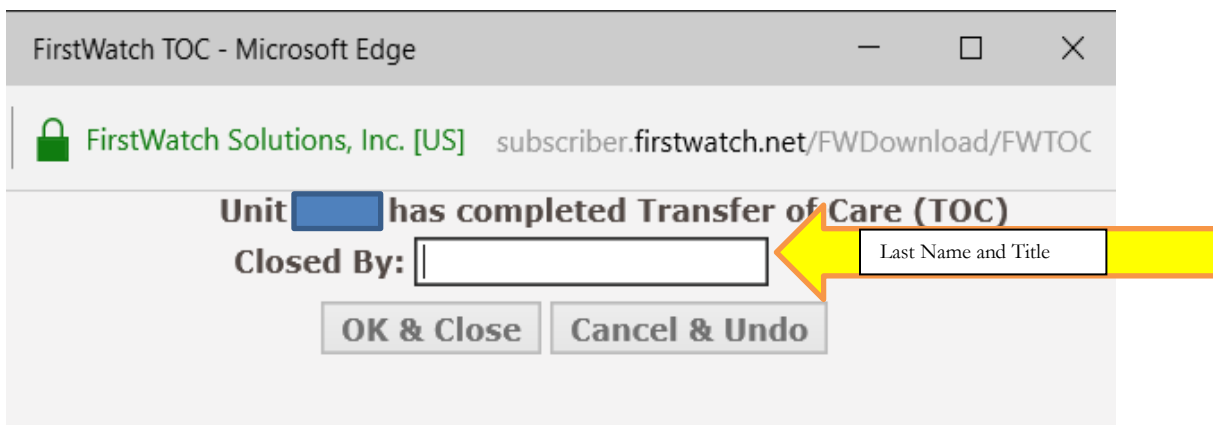 FirstWatch TOC - Microsoft Edge
FirstWatch Solutions, Inc. [US] subscriber.firstwatch.net/FWDownload/FWTOC
Unit has completed Transfer of Care (TOC)
Closed By:
Last Name and Title
OK & Close Cancel & Undo